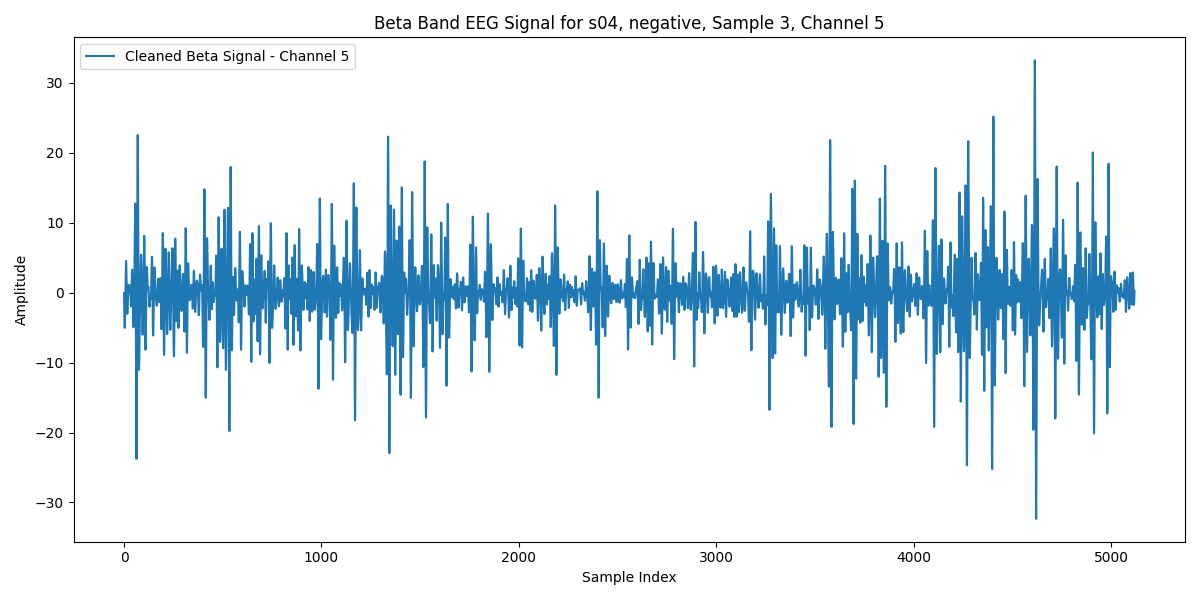 Beta Band EEG Signal for s04, negative, Sample 3, Channel 5
Cleaned Beta Signal - Channel 5
Amplitude
30
20
10
0
−10
−20
−30
0 1000 2000 3000 4000 5000
Sample Index